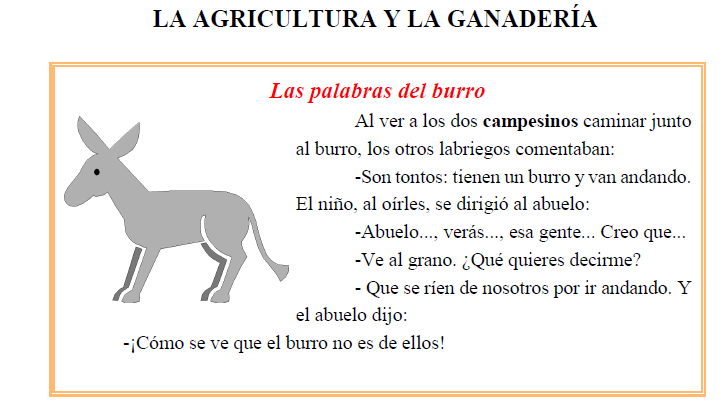 LA AGRICULTURA Y LA GANADERÍA
Las palabras del burro
Al ver a los dos campesinos caminar junto
al burro, los otros labriegos comentaban:
-Son tontos: tienen un burro y van andando.
El niño, al oírles, se dirigió al abuelo:
-Abuelo..., verás..., esa gente... Creo que...
-Ve al grano. ¿Qué quieres decirme?
- Que se ríen de nosotros por ir andando. Y
el abuelo dijo:
-¡Cómo se ve que el burro no es de ellos!